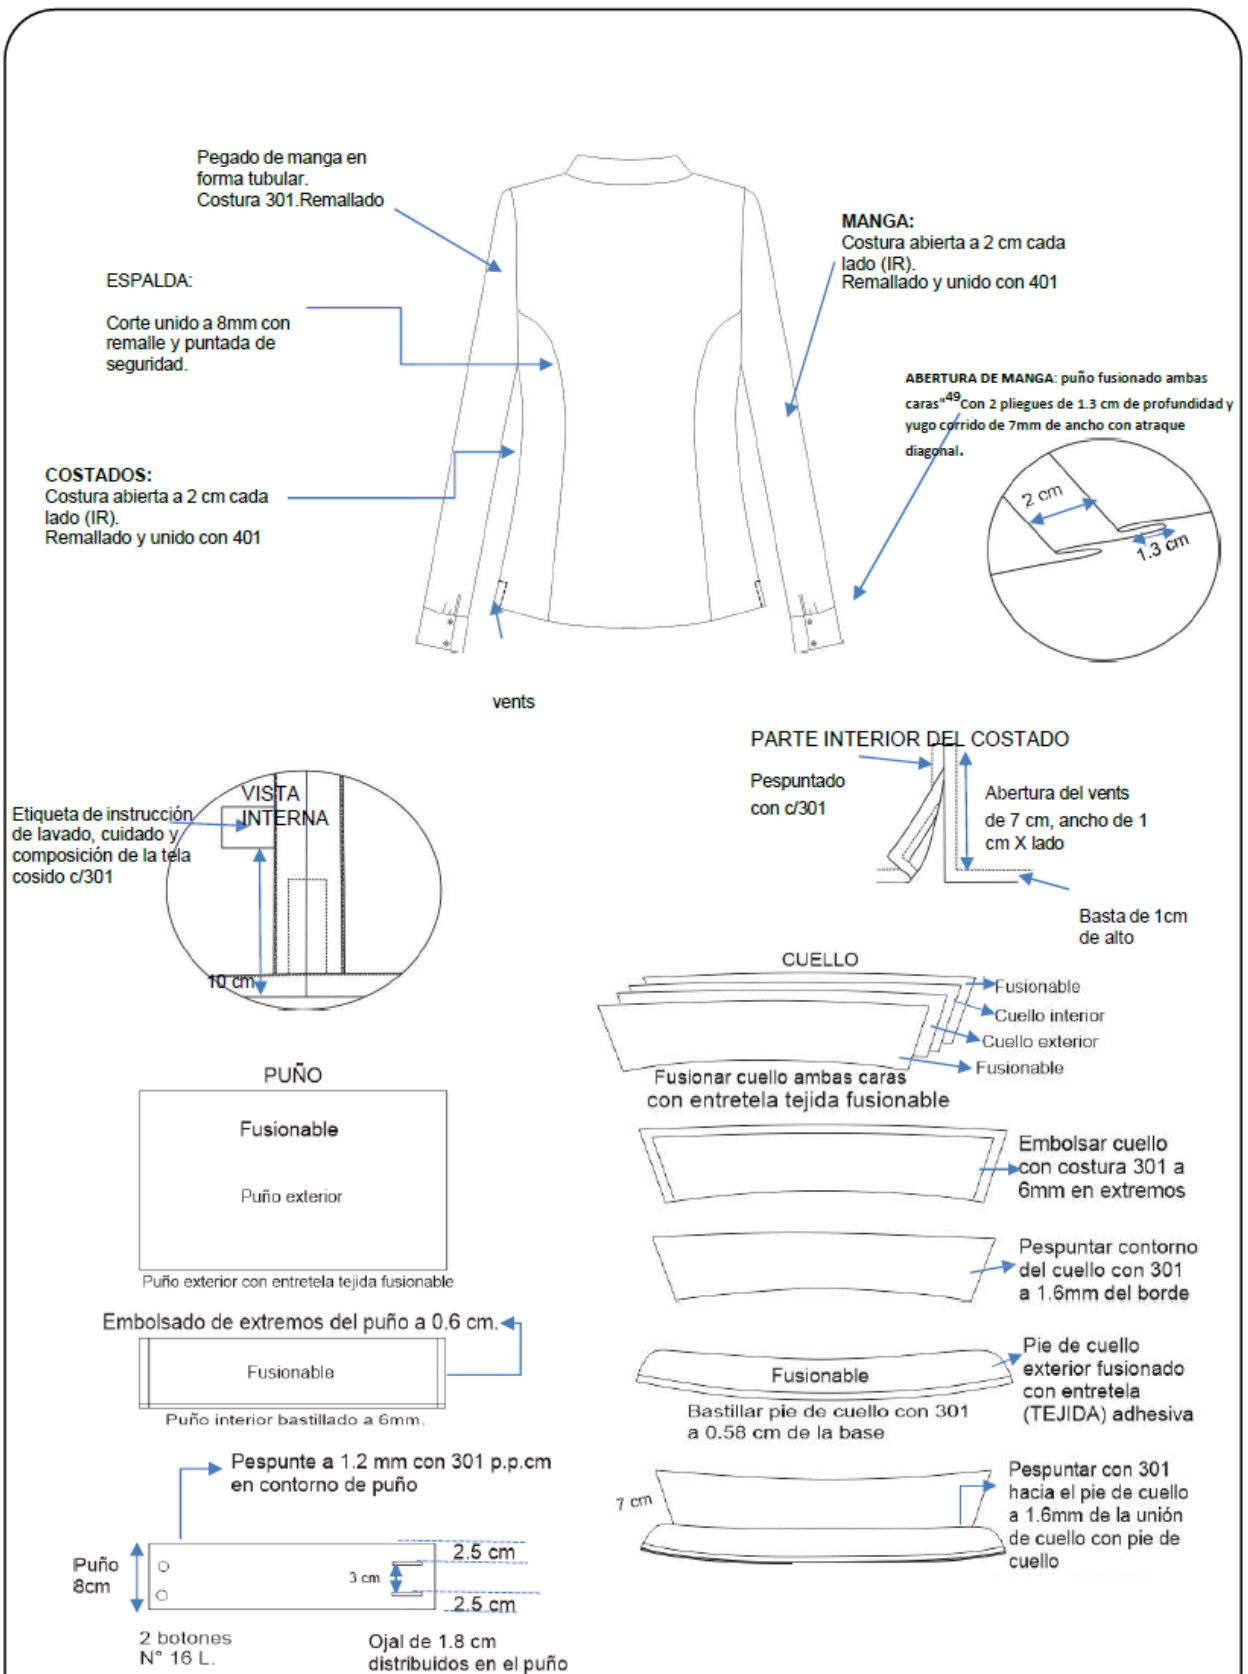 Pegado de manga en
forma tubular.
Costura 301.Remallado
MANGA:
Costura abierta a 2 cm cada
lado (IR).
Remallado y unido con 401
ESPALDA:
Corte unido a 8mm con
remalle y puntada de
seguridad.
ABERTURA DE MANGA: puño fusionado ambas
caras"49Con 2 pliegues de 1.3 cm de profundidad y
yugo corrido de 7mm de ancho con atraque
diagonal.
2 cm
1.3 cm
COSTADOS:
Costura abierta a 2 cm cada
lado (IR).
Remallado y unido con 401
vents
PARTE INTERIOR DEL COSTADO
Pespuntado
con c/301
Abertura del vents
de 7 cm, ancho de 1
cm X lado
Basta de 1cm
de alto
VISTA
INTERNA
Etiqueta de instrucción
de lavado, cuidado y
composición de la tela
cosido c/301
10 cm
CUELLO
Fusionable
Cuello interior
Cuello exterior
Fusionable
Fusionar cuello ambas caras
con entretela tejida fusionable
Embolsar cuello
con costura 301 a
6mm en extremos
Pespuntar contorno
del cuello con 301
a 1.6mm del borde
Pie de cuello
exterior fusionado
con entretela
(TEJIDA) adhesiva
Fusionable
Bastillar pie de cuello con 301
a 0.58 cm de la base
Pespuntar con 301
hacia el pie de cuello
a 1.6mm de la unión
de cuello con pie de
cuello
7 cm
PUÑO
Fusionable
Puño exterior
Puño exterior con entretela tejida fusionable
Embolsado de extremos del puño a 0.6 cm.
Fusionable
Puño interior bastillado a 6mm.
Pespunte a 1.2 mm con 301 p.p.cm
en contorno de puño
Puño
8cm
2.5 cm
3 cm
2.5 cm
2 botones
N° 16 L.
Ojal de 1.8 cm
distribuidos en el puño